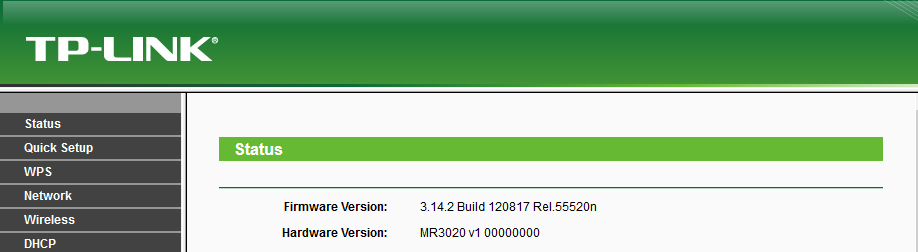 TP-LINK®
Status
Quick Setup
WPS
Network
Wireless
DHCP
Status
Firmware Version: 3.14.2 Build 120817 Rel.55520n
Hardware Version: MR3020 v1 00000000